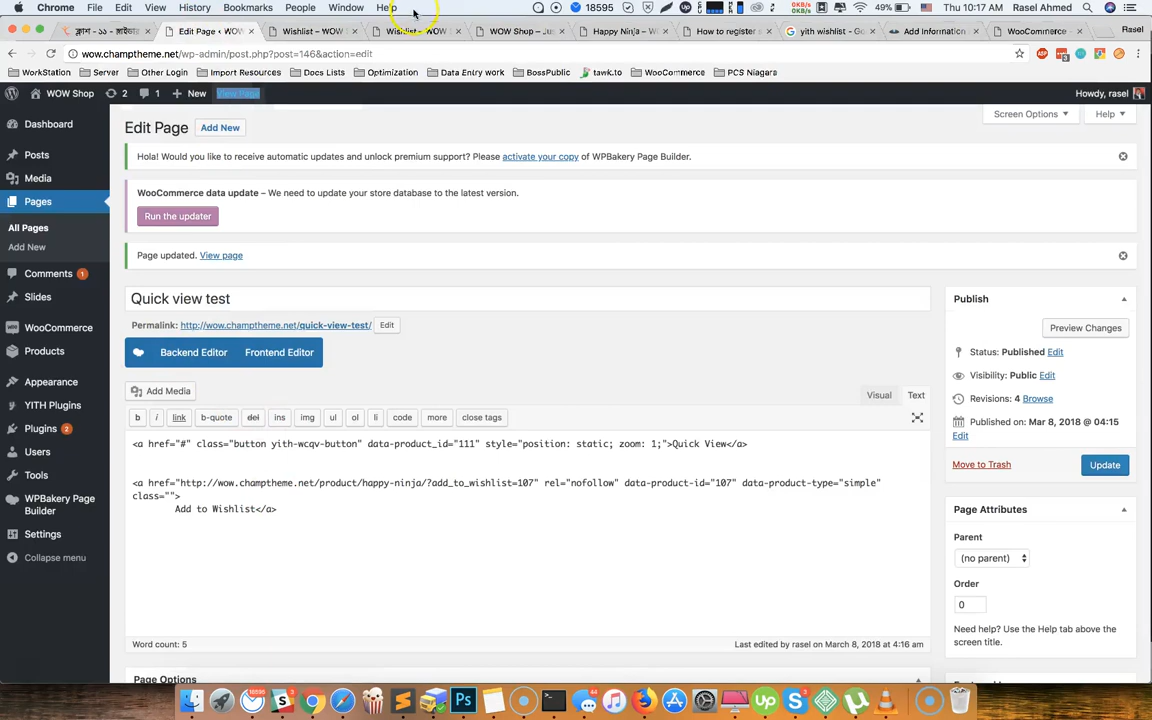 Chrome File Edit View History Bookmarks People Window Help 18595 49% Thu 10:17 AM Rasel Ahmed
Edit Page ‹ WOW Wishlist – WOW Wishlist – WOW WOW Shop – Jus Happy Ninja – Wo How to register yith wishlist - Go Add Information WooCommerce Rasel
www.champtheme.net/wp-admin/post.php?post=146&action=edit
WorkStation Server Other Login Import Resources Docs Lists Optimization Data Entry work BossPublic tawk.to WooCommerce PCS Niagara
WOW Shop 2 1 New View Page Howdy, rasel
Screen Options Help
Edit Page Add New
Hola! Would you like to receive automatic updates and unlock premium support? Please activate your copy of WPBakery Page Builder.
WooCommerce data update – We need to update your store database to the latest version.
Run the updater
Page updated. View page
Quick view test
Permalink: http://wow.champtheme.net/quick-view-test/ Edit
Backend Editor Frontend Editor
Add Media Visual Text
b i link b-quote del ins img ul ol li code more close tags
<a href="#" class="button yith-wcqv-button" data-product_id="111" style="position: static; zoom: 1;">Quick View</a>
<a href="http://wow.champtheme.net/product/happy-ninja/?add_to_wishlist=107" rel="nofollow" data-product-id="107" data-product-type="simple"
class="">
Add to Wishlist</a>
Word count: 5 Last edited by rasel on March 8, 2018 at 4:16 am
Page Options
Dashboard
Posts
Media
Pages
All Pages
Add New
Comments 1
Slides
WooCommerce
Products
Appearance
YITH Plugins
Plugins 2
Users
Tools
WPBakery Page
Builder
Settings
Collapse menu
Publish
Preview Changes
Status: Published Edit
Visibility: Public Edit
Revisions: 4 Browse
Published on: Mar 8, 2018 @ 04:15
Edit
Move to Trash Update
Page Attributes
Parent
(no parent)
Order
0
Need help? Use the Help tab above the
screen title.